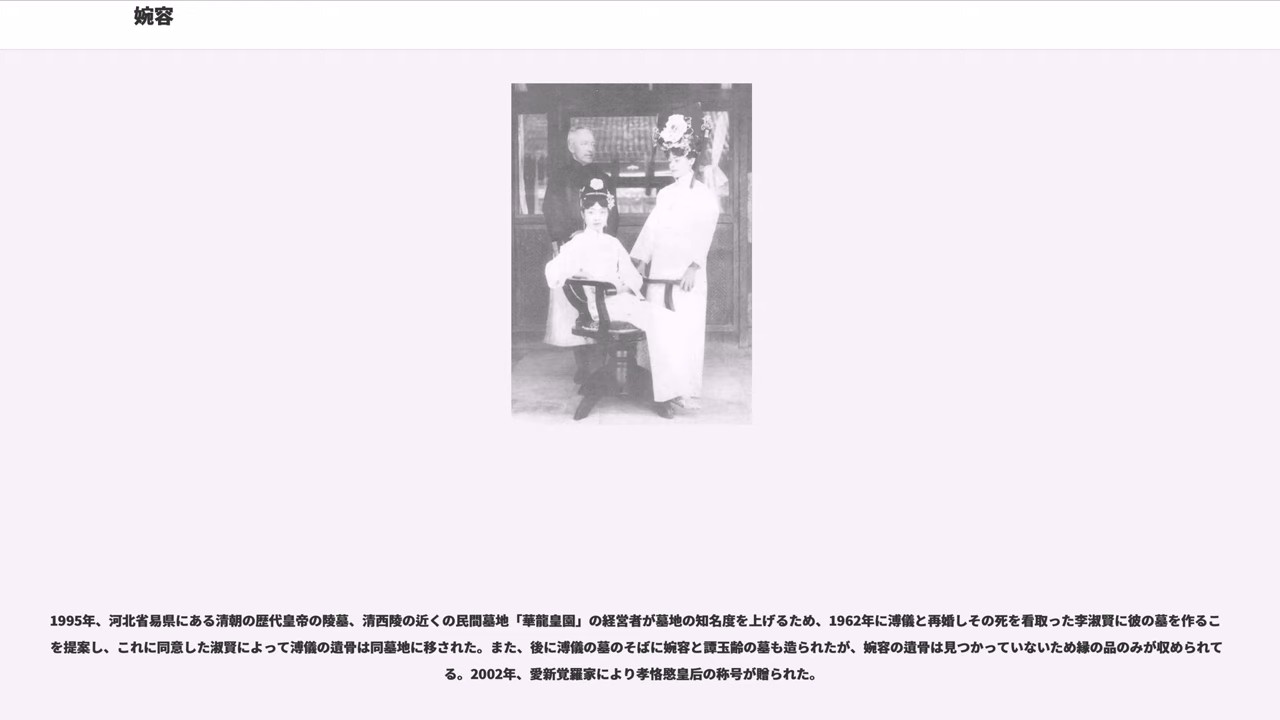 婉容
1995年、河北省易県にある清朝の歴代皇帝の陵墓、清西陵の近くの民間墓地「華龍皇園」の経営者が墓地の知名度を上げるため、1962年に溥儀と再婚しその死を看取った李淑賢に彼の墓を作るこ
を提案し、これに同意した淑賢によって溥儀の遺骨は同墓地に移された。また、後に溥儀の墓のそばに婉容と譚玉齢の墓も造られたが、婉容の遺骨は見つかっていないため縁の品のみが収められて
る。2002年、愛新覚羅家により孝恪愍皇后の称号が贈られた。